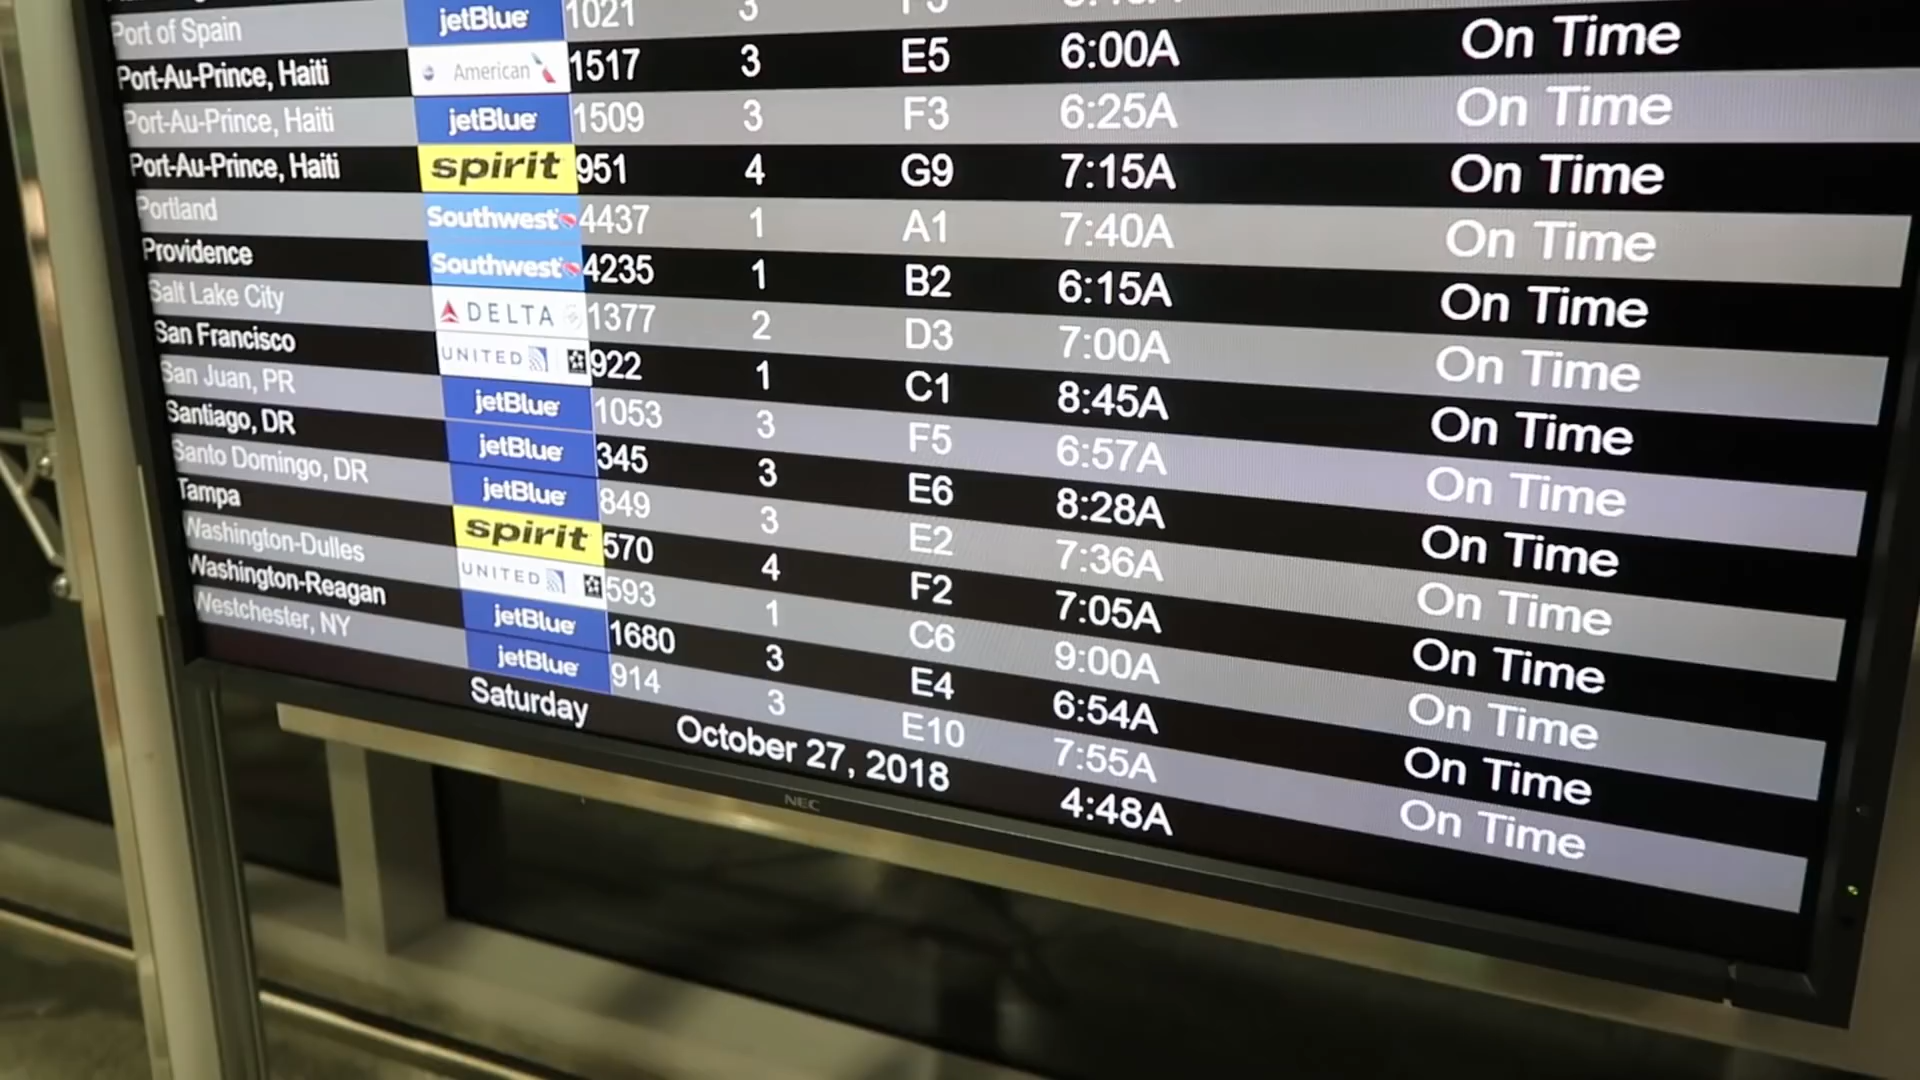 Port of Spain jetBlue 1021 3
Port-Au-Prince, Haiti American 1517 3 E5 6:00A On Time
Port-Au-Prince, Haiti jetBlue 1509 3 F3 6:25A On Time
Port-Au-Prince, Haiti spirit 951 4 G9 7:15A On Time
Portland Southwest 4437 1 A1 7:40A On Time
Providence Southwest 4235 1 B2 6:15A On Time
Salt Lake City DELTA 1377 2 D3 7:00A On Time
San Francisco UNITED 922 1 C1 8:45A On Time
San Juan, PR jetBlue 1053 3 F5 6:57A On Time
Santiago, DR jetBlue 345 3 E6 8:28A On Time
Santo Domingo, DR jetBlue 849 3 E2 7:36A On Time
Tampa spirit 570 4 F2 7:05A On Time
Washington-Dulles UNITED 593 1 C6 9:00A On Time
Washington-Reagan jetBlue 1680 3 E4 6:54A On Time
Westchester, NY jetBlue 914 3 E10 7:55A On Time
Saturday October 27, 2018 4:48A
NEC